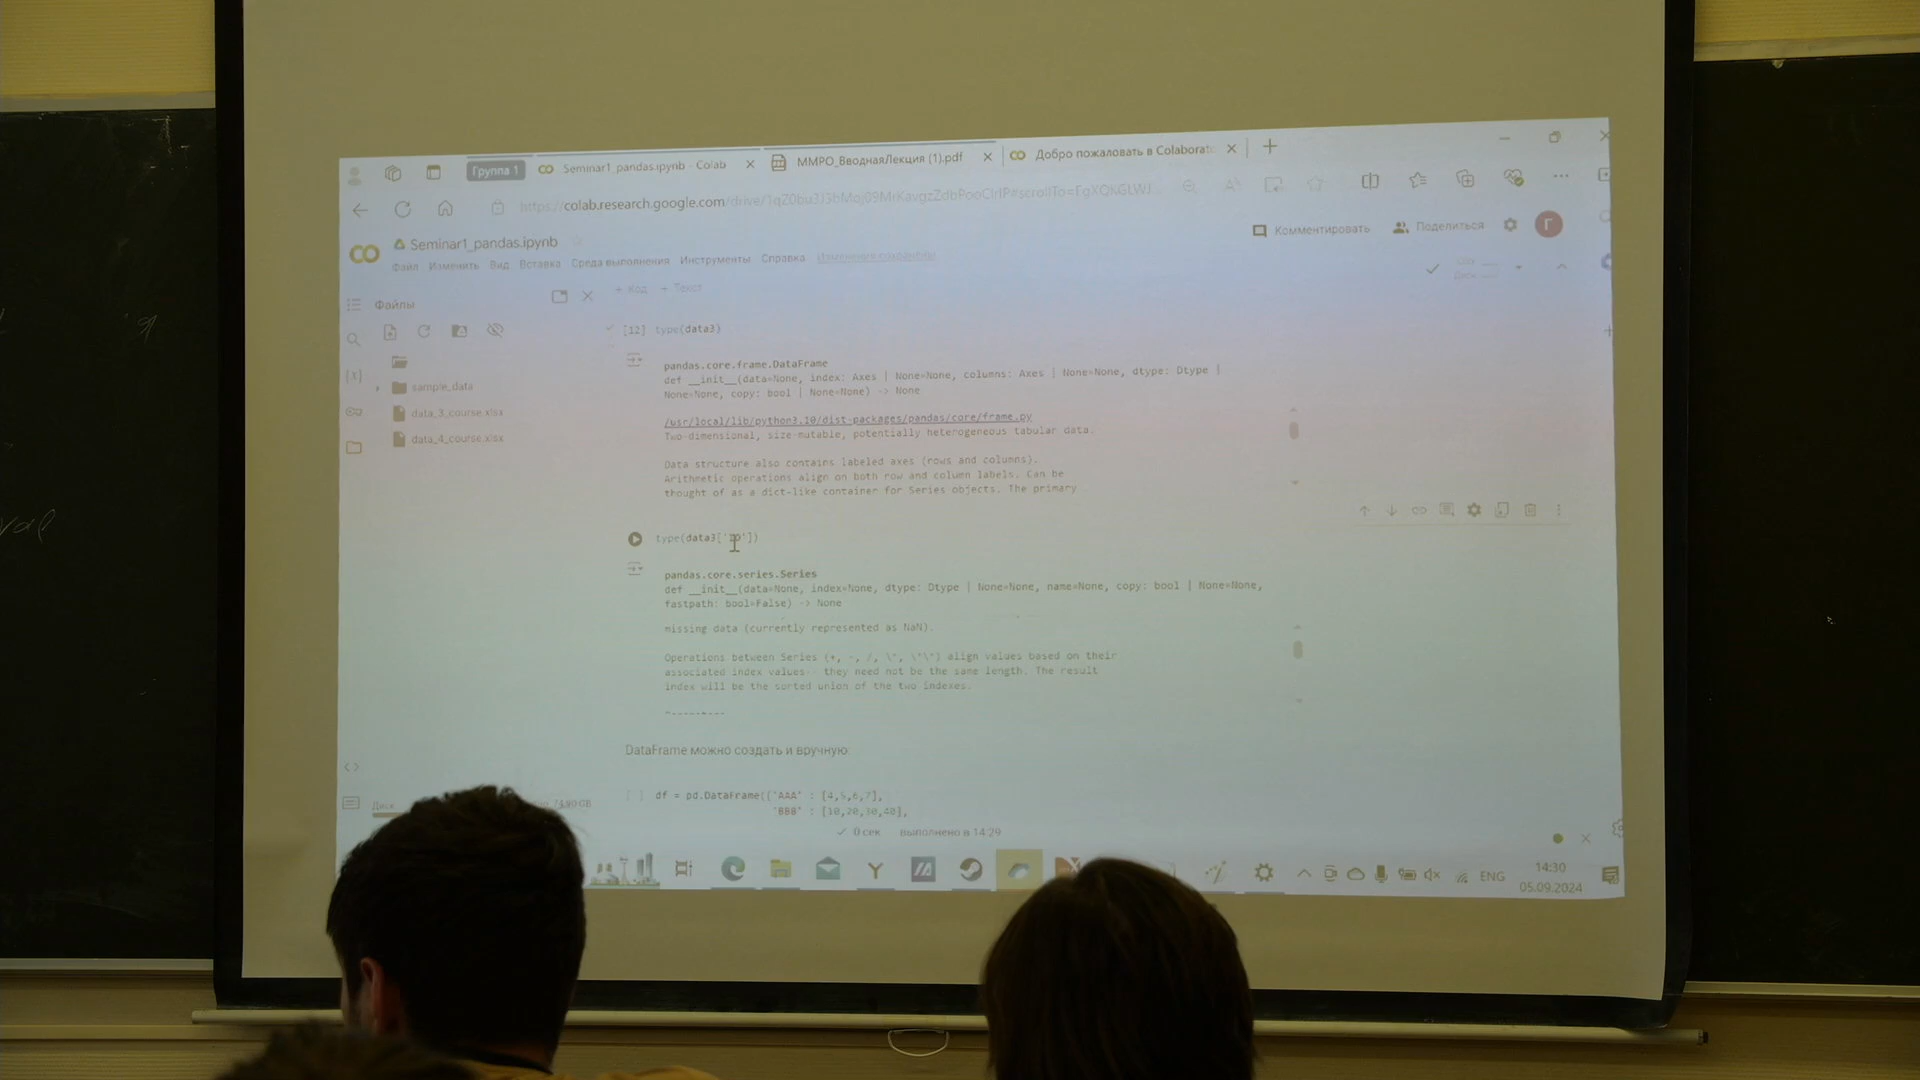 Группа 1
Seminar1_pandas.ipynb - Colab
ММРО_ВводнаяЛекция (1).pdf
Добро пожаловать в Colaborat
https://colab.research.google.com/drive/
Seminar1_pandas.ipynb
Комментировать
Поделиться
Г
Файл Изменить Вид Вставка Среда выполнения Инструменты Справка
Файлы
+ Код + Текст
sample_data
data_3_course.xlsx
data_4_course.xlsx
[12] type(data3)
pandas.core.frame.DataFrame
def __init__(data=None, index: Axes | None=None, columns: Axes | None=None, dtype: Dtype |
None=None, copy: bool | None=None) -> None
/usr/local/lib/python3.10/dist-packages/pandas/core/frame.py
Two-dimensional, size-mutable, potentially heterogeneous tabular data.
Data structure also contains labeled axes (rows and columns).
Arithmetic operations align on both row and column labels. Can be
thought of as a dict-like container for Series objects. The primary
type(data3['
pandas.core.series.Series
def __init__(data=None, index=None, dtype: Dtype | None=None, name=None, copy: bool | None=None,
fastpath: bool=False) -> None
missing data (currently represented as NaN).
Operations between Series (+, -, /, \*, \*\*) align values based on their
associated index values-- they need not be the same length. The result
index will be the sorted union of the two indexes.
DataFrame можно создать и вручную:
[ ] df = pd.DataFrame({'AAA' : [4,5,6,7],
'BBB' : [10,20,30,40],
Диск
0 сек выполнено в 14:29
ENG
14:30
05.09.2024